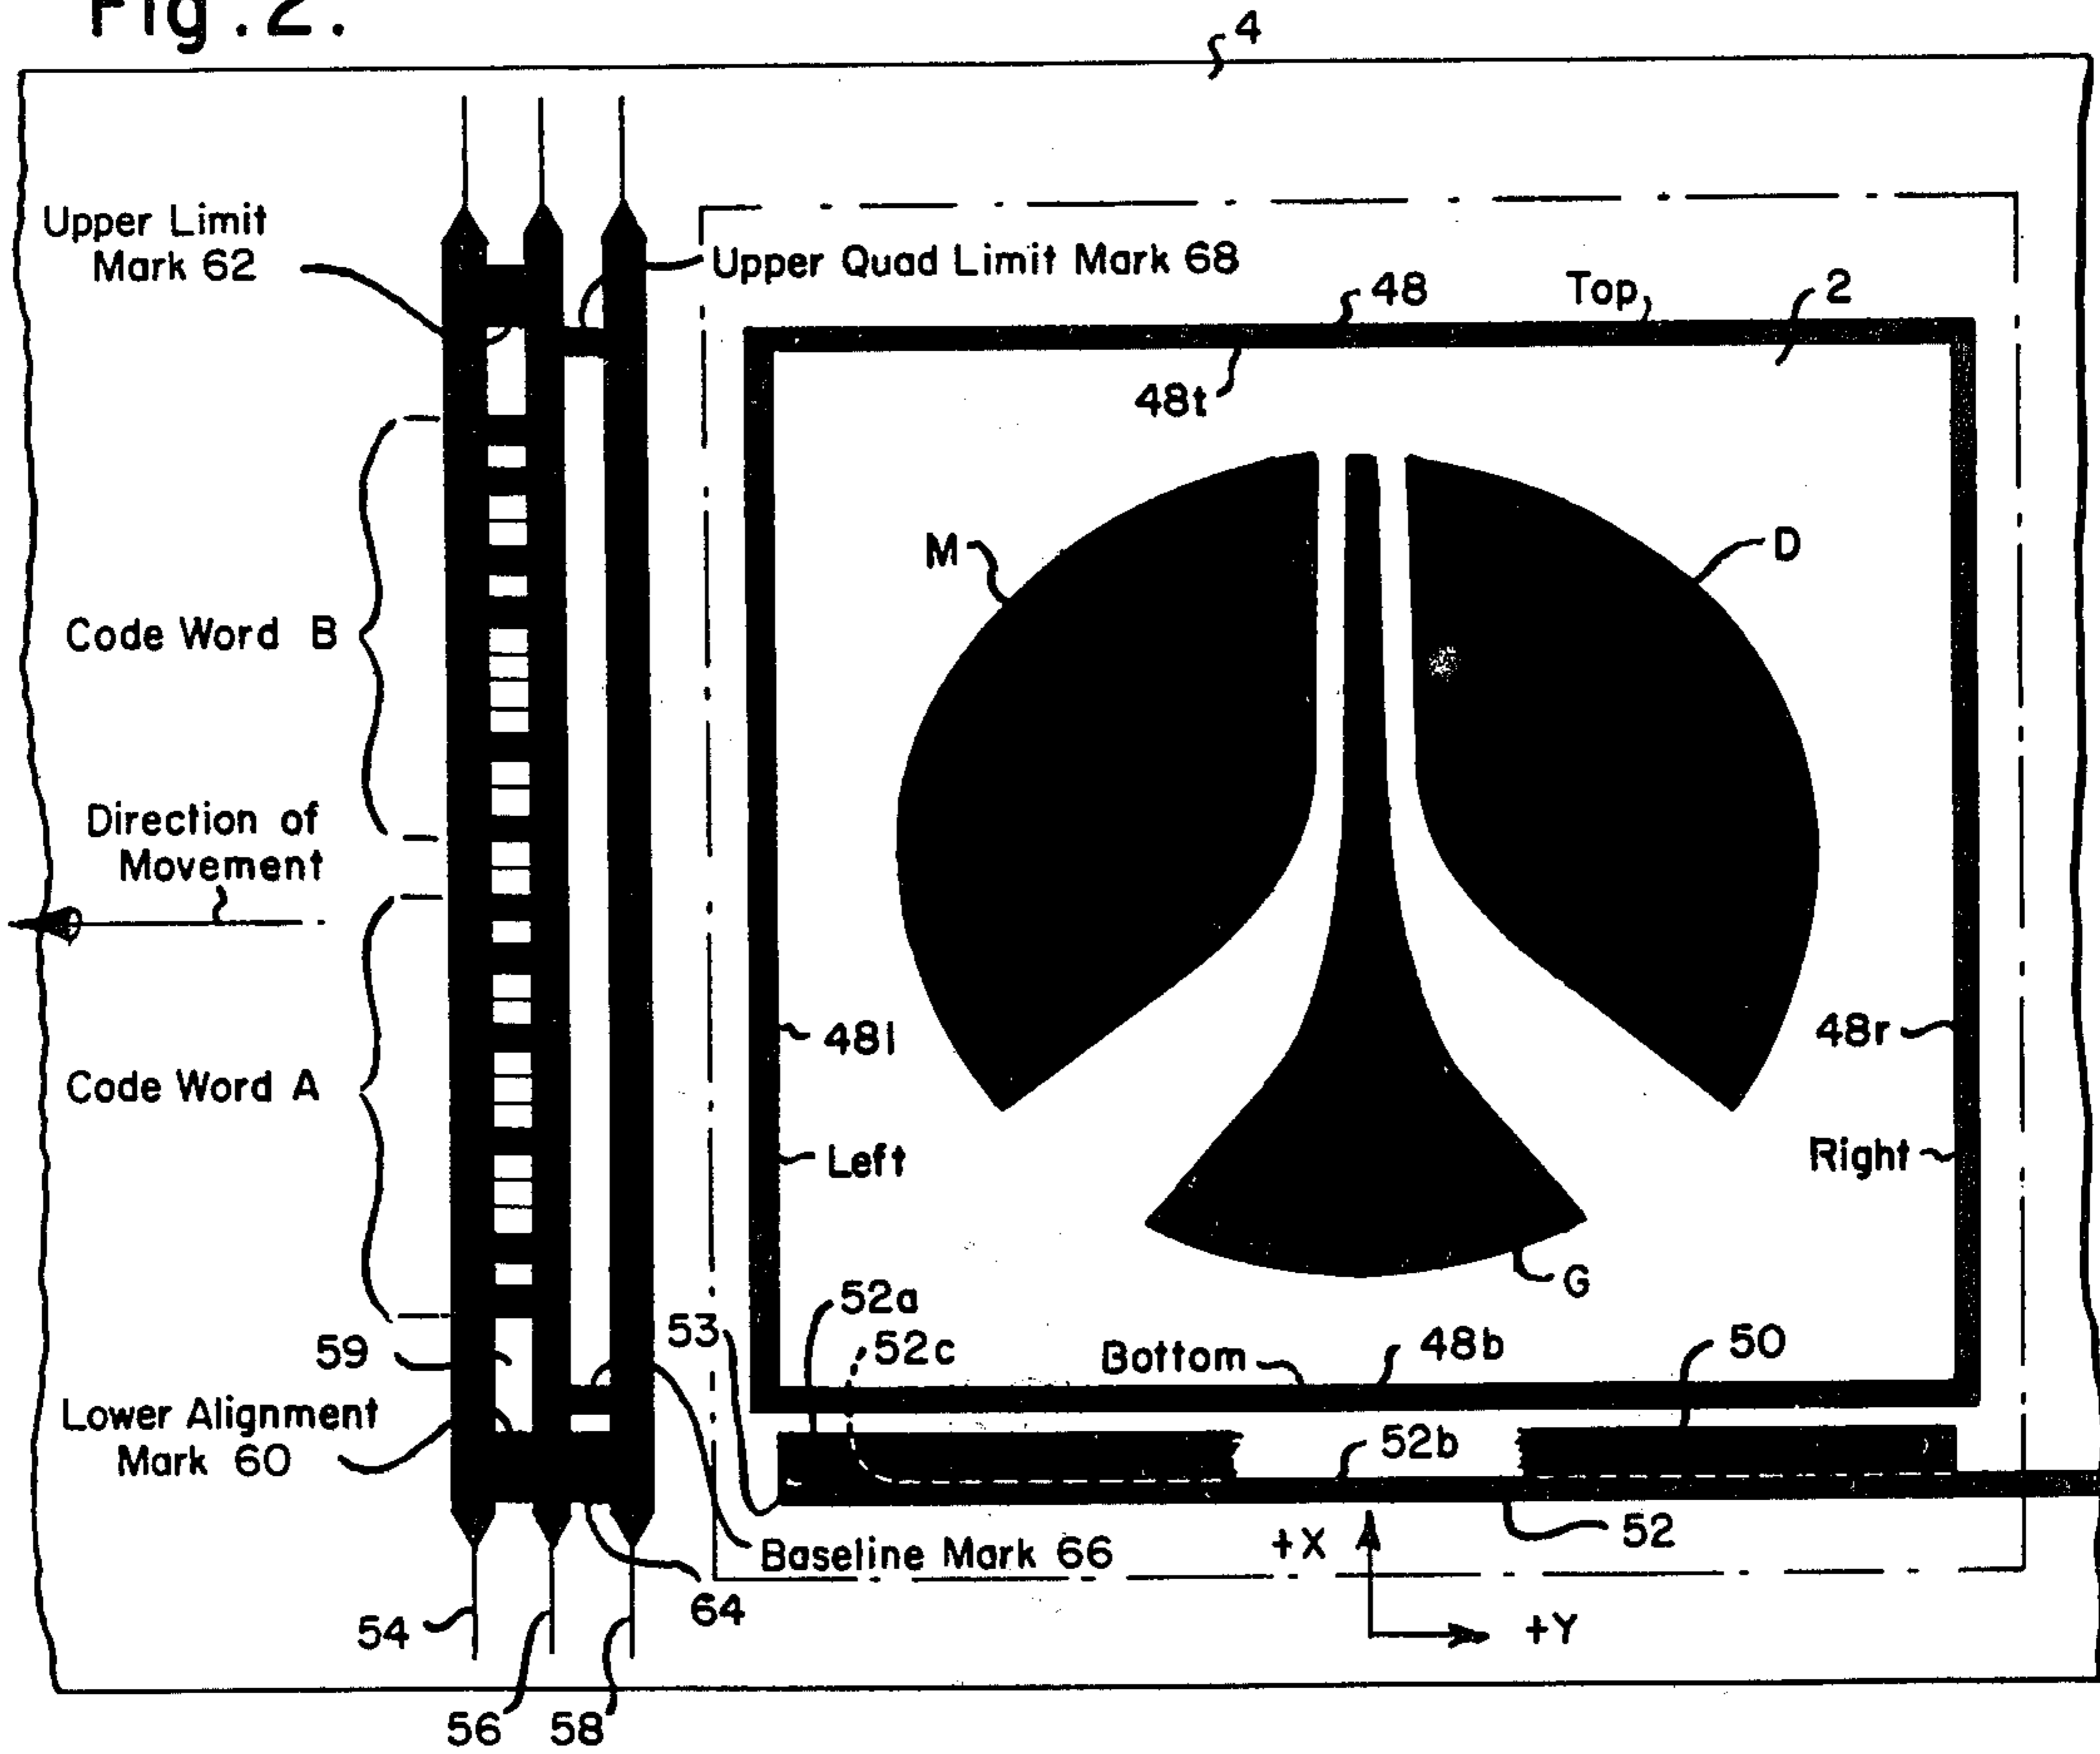 Fig. 2.
4
Upper Limit
Mark 62
Upper Quad Limit Mark 68
48
Top
2
48t
M
D
Code Word B
Direction of
Movement
48l
48r
Code Word A
Left
Right
G
52a
53
52c
Bottom
48b
50
59
Lower Alignment
Mark 60
52b
52
+X
Baseline Mark 66
64
54
+Y
56
58